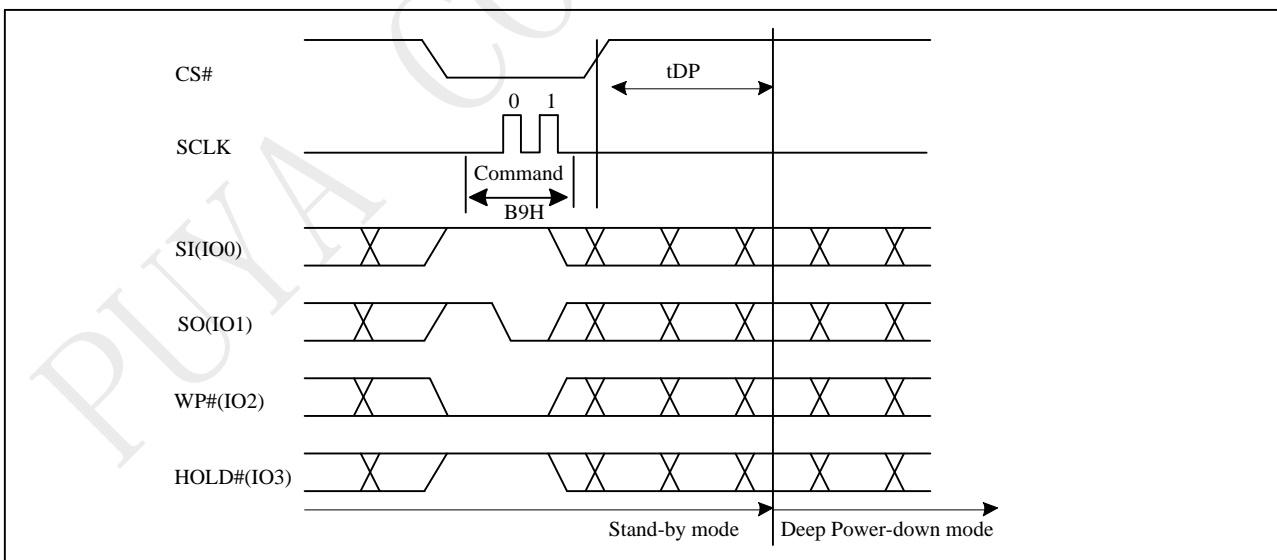 CS#
tDP
0 1
SCLK
Command
B9H
SI(IO0)
SO(IO1)
WP#(IO2)
HOLD#(IO3)
Stand-by mode Deep Power-down mode
PUYA